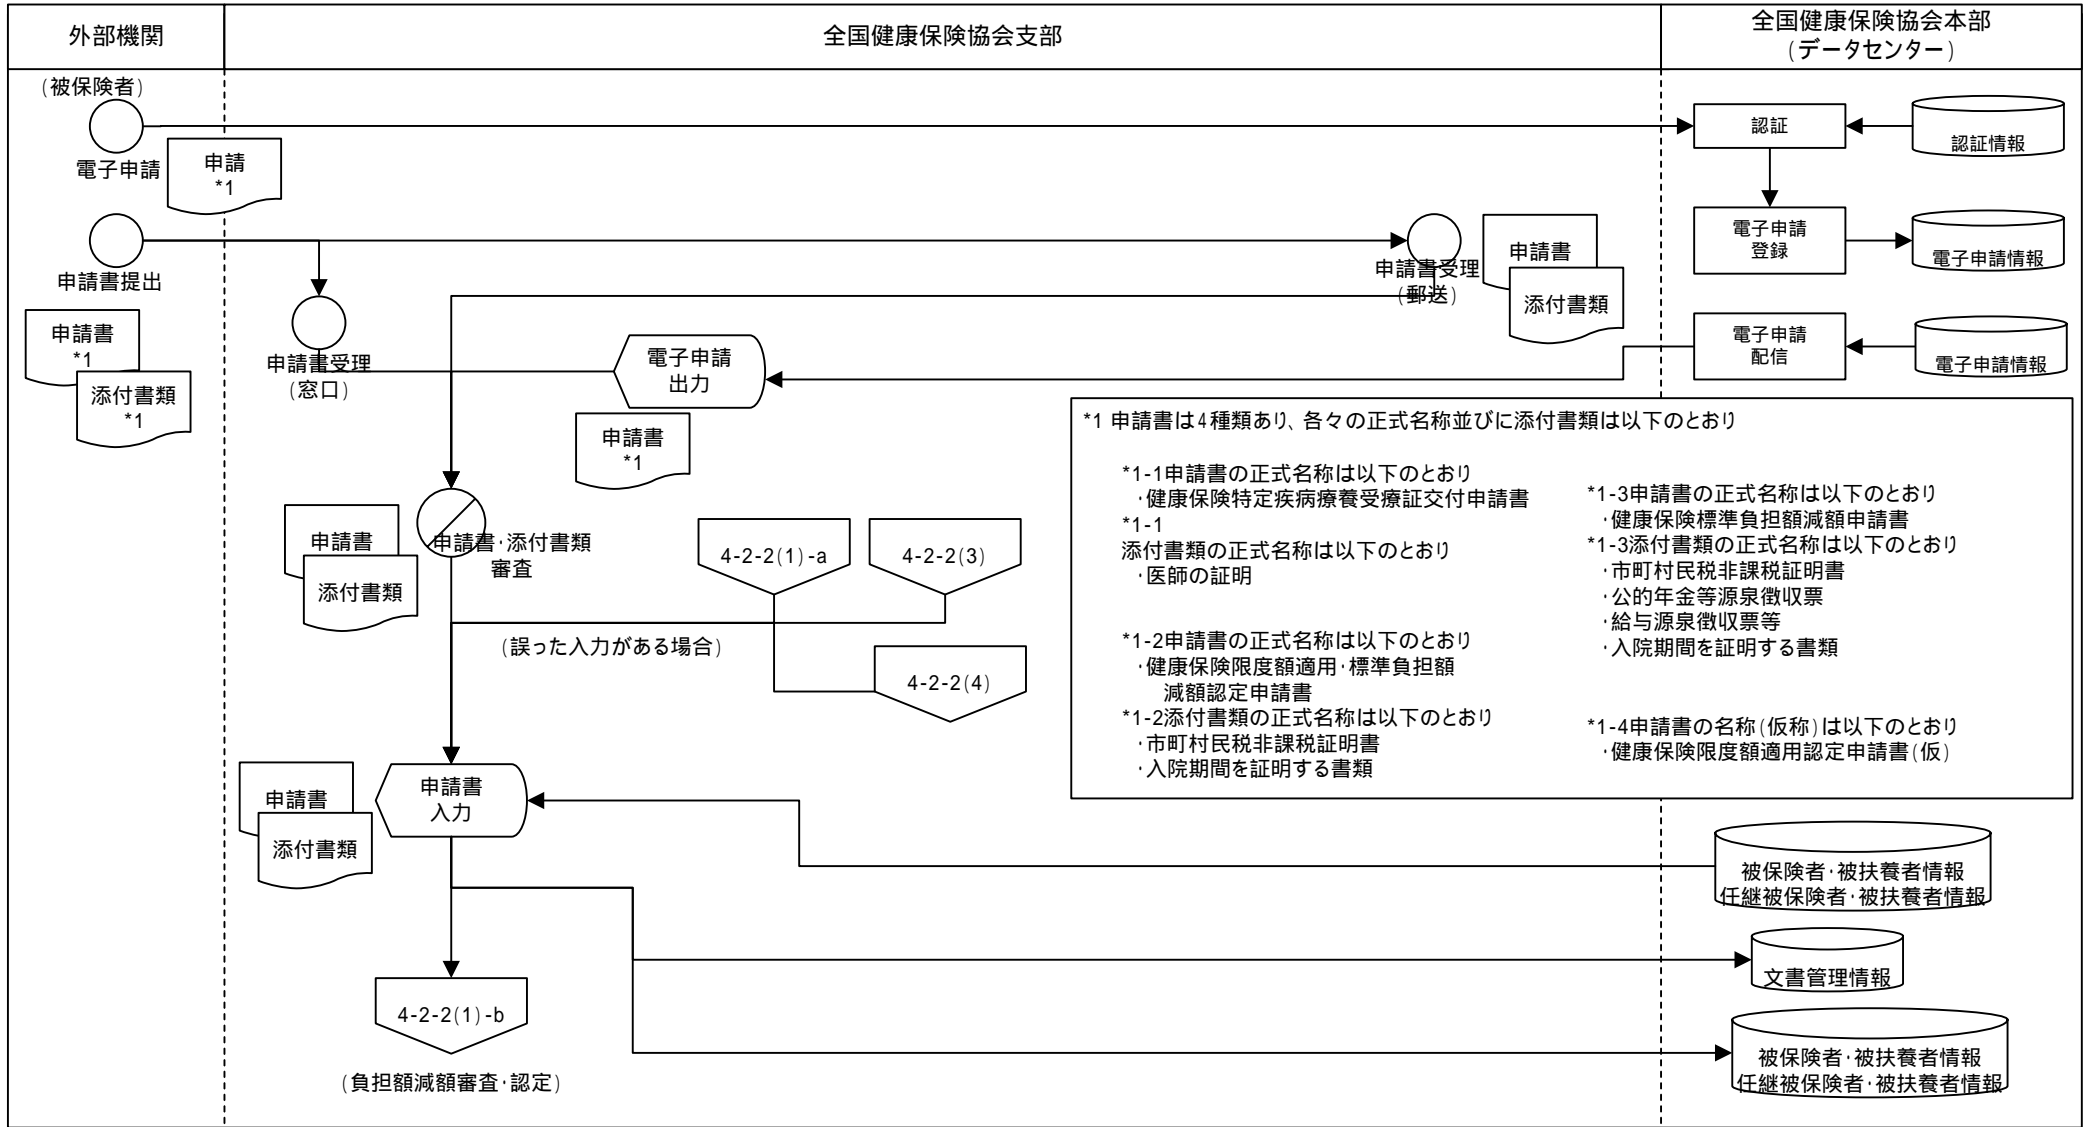 外部機関
全国健康保険協会支部
全国健康保険協会本部
(データセンター)
(被保険者)
電子申請
申請
*1
認証
認証情報
申請書提出
申請書
*1
添付書類
*1
申請書受理
(窓口)
申請書受理
(郵送)
申請書
添付書類
電子申請
登録
電子申請情報
電子申請
出力
申請書
*1
電子申請
配信
電子申請情報
*1 申請書は4種類あり、各々の正式名称並びに添付書類は以下のとおり
*1-1申請書の正式名称は以下のとおり
・健康保険特定疾病療養受療証交付申請書
*1-1
添付書類の正式名称は以下のとおり
・医師の証明
*1-2申請書の正式名称は以下のとおり
・健康保険限度額適用・標準負担額
減額認定申請書
*1-2添付書類の正式名称は以下のとおり
・市町村民税非課税証明書
・入院期間を証明する書類
*1-3申請書の正式名称は以下のとおり
・健康保険標準負担額減額申請書
*1-3添付書類の正式名称は以下のとおり
・市町村民税非課税証明書
・公的年金等源泉徴収票
・給与源泉徴収票等
・入院期間を証明する書類
*1-4申請書の名称(仮称)は以下のとおり
・健康保険限度額適用認定申請書(仮)
申請書
添付書類
申請書・添付書類
審査
4-2-2(1)-a
4-2-2(3)
(誤った入力がある場合)
4-2-2(4)
申請書
添付書類
申請書
入力
被保険者・被扶養者情報
任継被保険者・被扶養者情報
文書管理情報
4-2-2(1)-b
(負担額減額審査・認定)
被保険者・被扶養者情報
任継被保険者・被扶養者情報